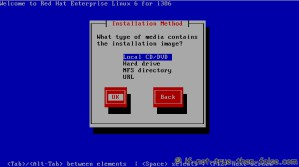 Welcome to Red Hat Enterprise Linux 6 for i386
Installation Method
What type of media contains
the installation image?
Local CD/DVD
Hard drive
NFS directory
URL
OK
Back
<Tab>/<Alt-Tab> between elements | <Space> selects |